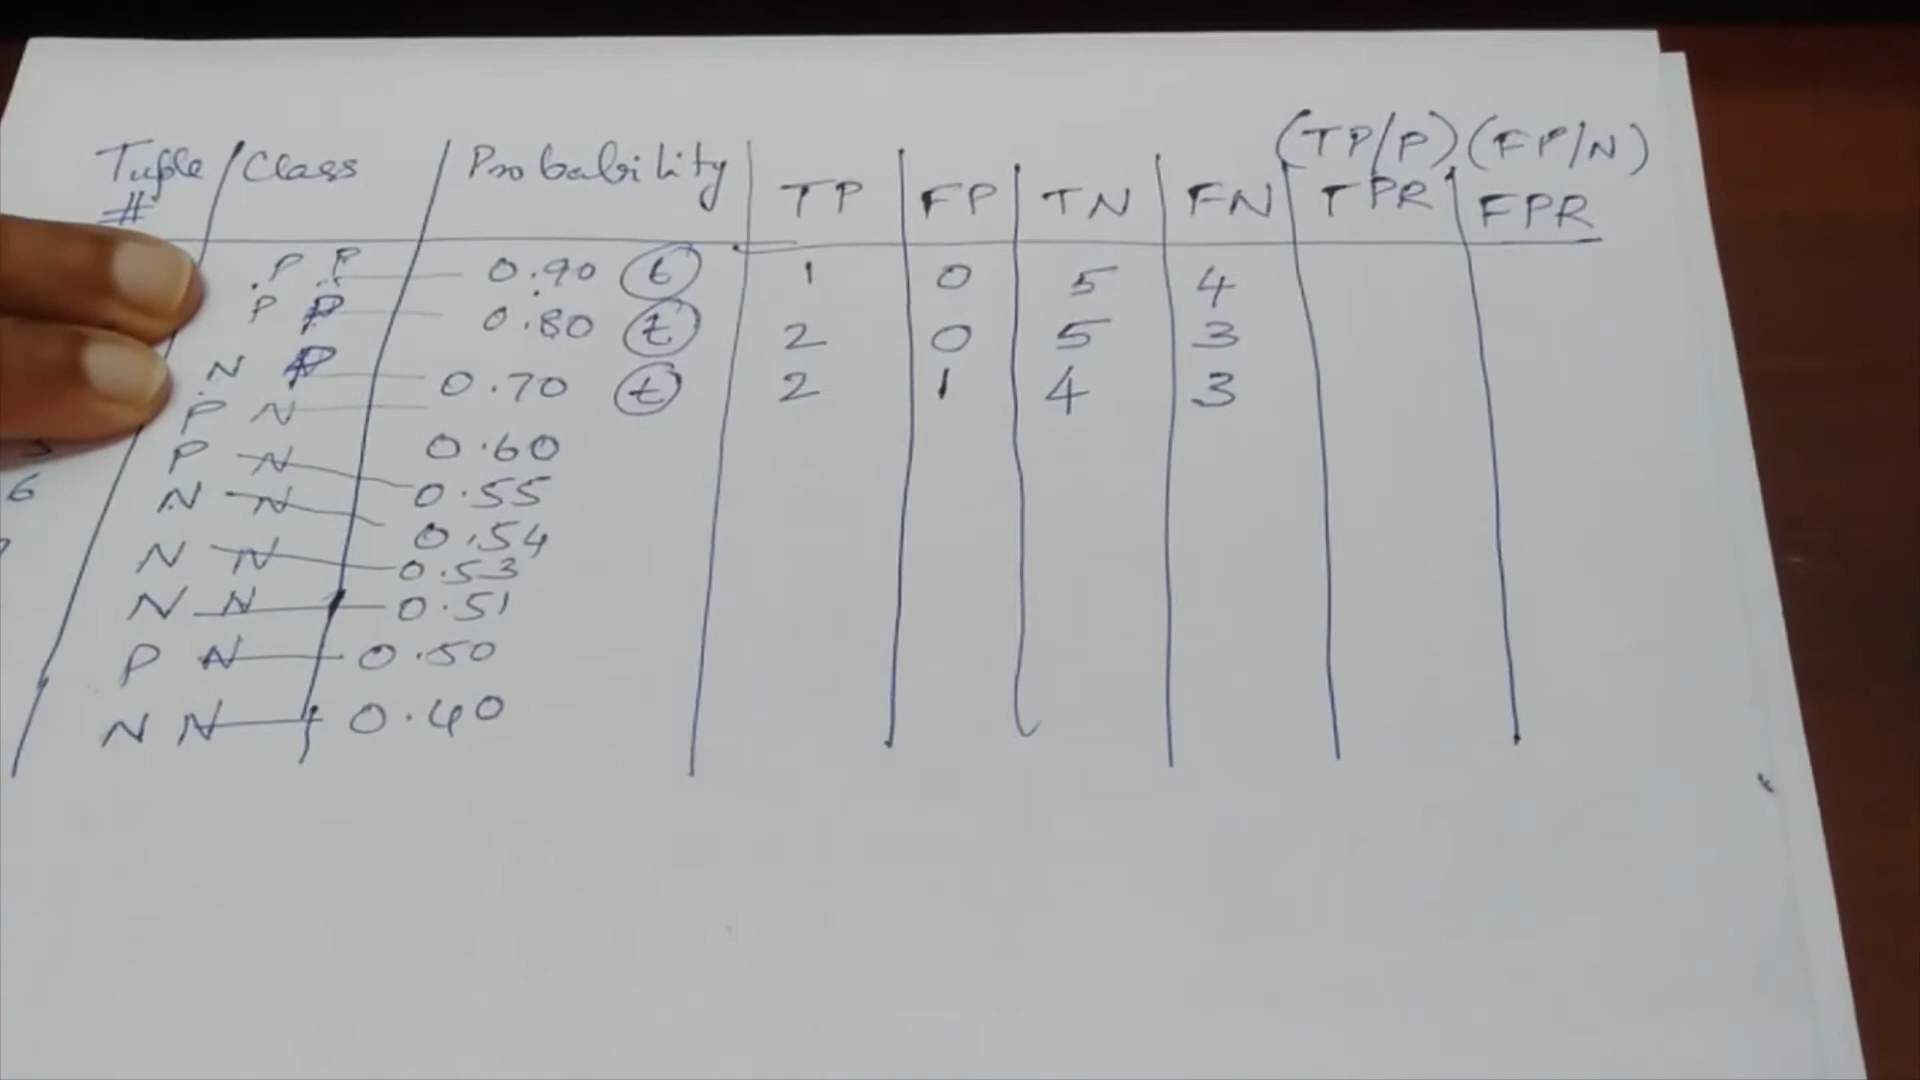 (TP/P) (FP/N)
Tuple # Class Probability TP FP TN FN TPR FPR
P P 0.90 t 1 0 5 4
P P 0.80 t 2 0 5 3
N P 0.70 t 2 1 4 3
P N 0.60
P N 0.55
6 N N 0.54
N N 0.53
N N 0.51
P N 0.50
N N 0.40